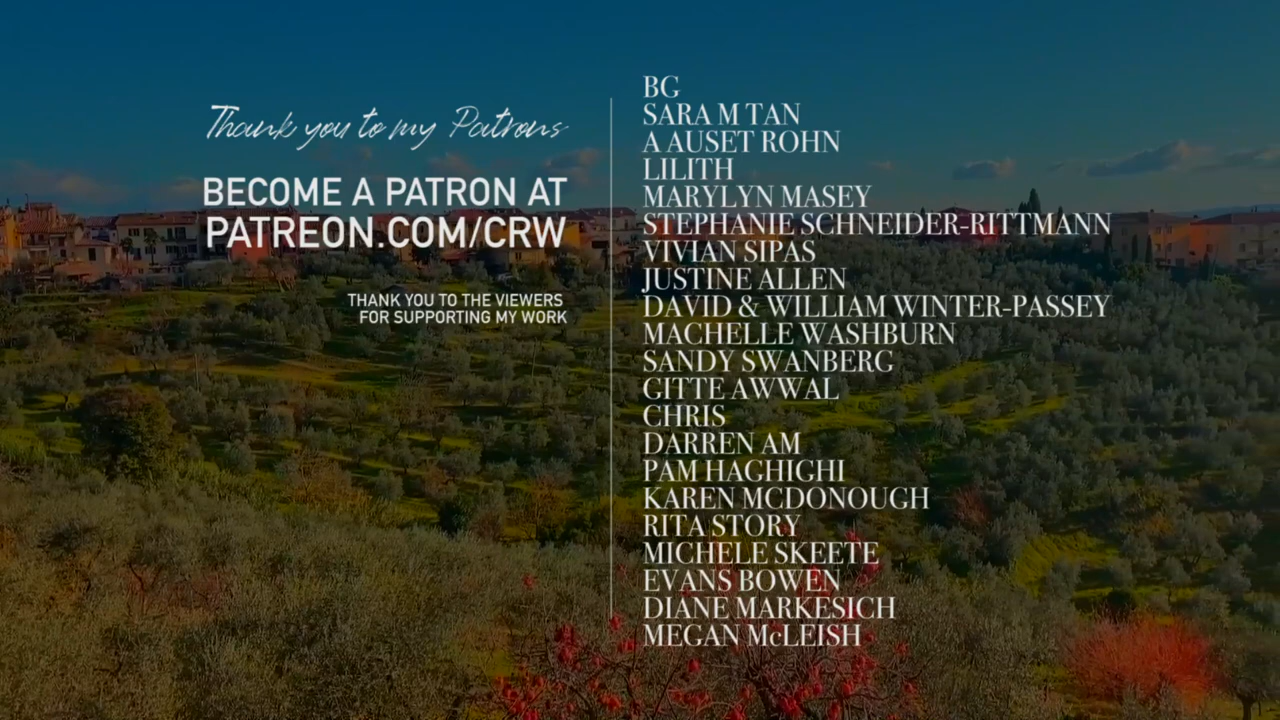 Thank you to my Patrons
BECOME A PATRON AT
PATREON.COM/CRW
THANK YOU TO THE VIEWERS
FOR SUPPORTING MY WORK
BG
SARA M TAN
A AUSET ROHN
LILITH
MARYLYN MASEY
STEPHANIE SCHNEIDER-RITTMANN
VIVIAN SIPAS
JUSTINE ALLEN
DAVID & WILLIAM WINTER-PASSEY
MACHELLE WASHBURN
SANDY SWANBERG
GITTE AWWAL
CHRIS
DARREN AM
PAM HAGHIGHI
KAREN MCDONOUGH
RITA STORY
MICHELE SKEETE
EVANS BOWEN
DIANE MARKESICH
MEGAN McLEISH